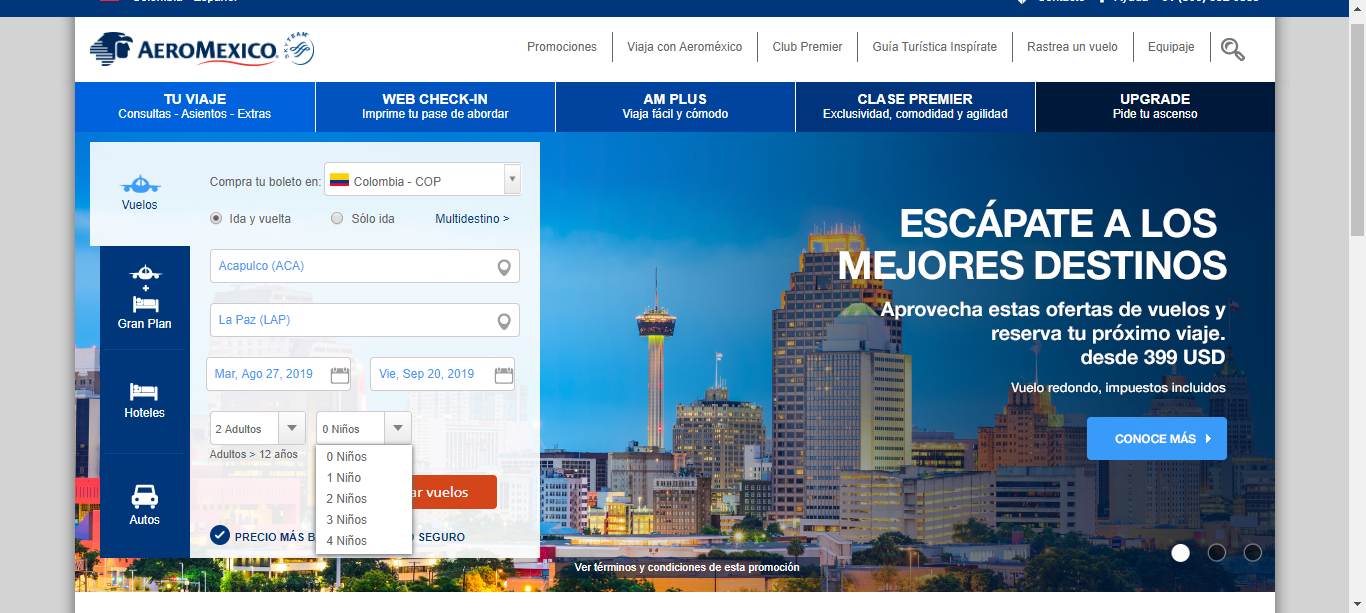 AEROMEXICO. SKYTEAM
Promociones
Viaja con Aeroméxico
Club Premier
Guía Turística Inspírate
Rastrea un vuelo
Equipaje
TU VIAJE
Consultas - Asientos - Extras
WEB CHECK-IN
Imprime tu pase de abordar
AM PLUS
Viaja fácil y cómodo
CLASE PREMIER
Exclusividad, comodidad y agilidad
UPGRADE
Pide tu ascenso
Vuelos
+
Gran Plan
Hoteles
Autos
Compra tu boleto en:
Colombia - COP
Ida y vuelta
Sólo ida
Multidestino >
Acapulco (ACA)
La Paz (LAP)
Mar, Ago 27, 2019
Vie, Sep 20, 2019
2 Adultos
0 Niños
Adultos > 12 años
0 Niños
1 Niño
2 Niños
3 Niños
4 Niños
ar vuelos
PRECIO MÁS B
SEGURO
ESCÁPATE A LOS
MEJORES DESTINOS
Aprovecha estas ofertas de vuelos y
reserva tu próximo viaje.
desde 399 USD
Vuelo redondo, impuestos incluidos
CONOCE MÁS
Ver términos y condiciones de esta promoción